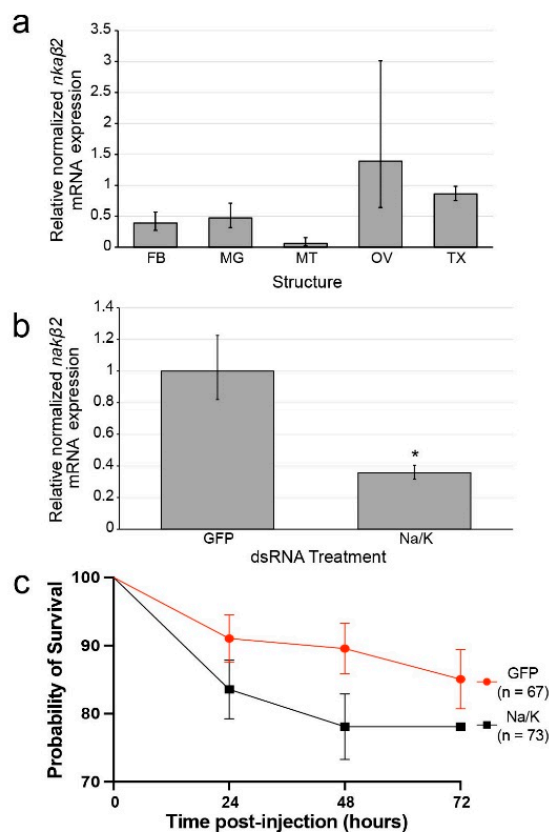 a
Relative normalized nkaβ2
mRNA expression
3.5
3
2.5
2
1.5
1
0.5
0
FB MG MT OV TX
Structure
b
Relative normalized nakβ2
mRNA expression
1.4
1.2
1
0.8
0.6
0.4
0.2
0
*
GFP Na/K
dsRNA Treatment
c
Probability of Survival
100
90
80
70
GFP
(n = 67)
Na/K
(n = 73)
0 24 48 72
Time post-injection (hours)